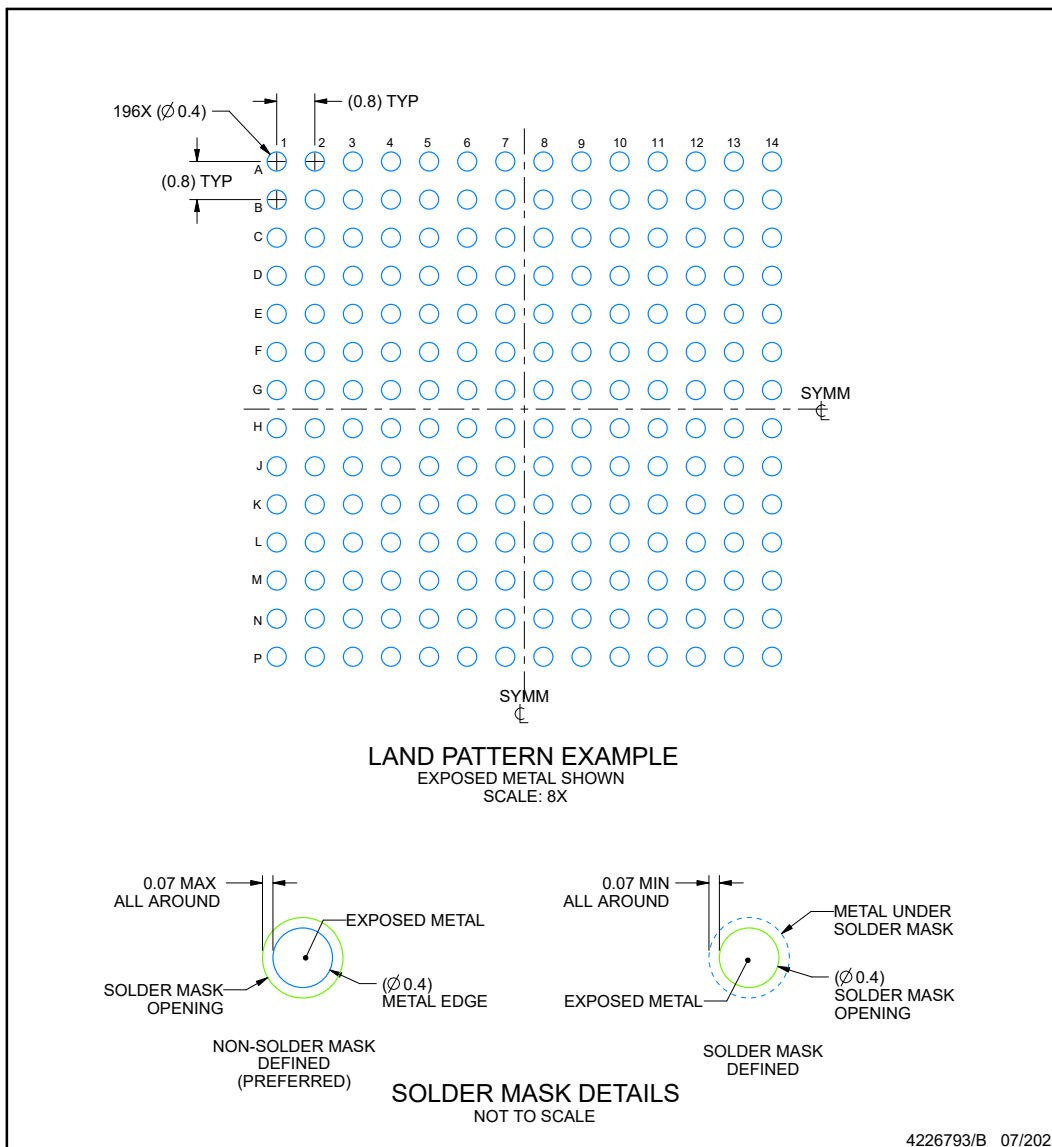 (0.8) TYP
196X (∅ 0.4)
1 2 3 4 5 6 7 8 9 10 11 12 13 14
A
(0.8) TYP
B
C
D
E
F
G
SYMM
℄
H
J
K
L
M
N
P
SYMM
℄
LAND PATTERN EXAMPLE
EXPOSED METAL SHOWN
SCALE: 8X
0.07 MAX
ALL AROUND
EXPOSED METAL
(∅ 0.4)
METAL EDGE
SOLDER MASK
OPENING
NON-SOLDER MASK
DEFINED
(PREFERRED)
0.07 MIN
ALL AROUND
METAL UNDER
SOLDER MASK
(∅ 0.4)
SOLDER MASK
OPENING
EXPOSED METAL
SOLDER MASK
DEFINED
SOLDER MASK DETAILS
NOT TO SCALE
4226793/B 07/202